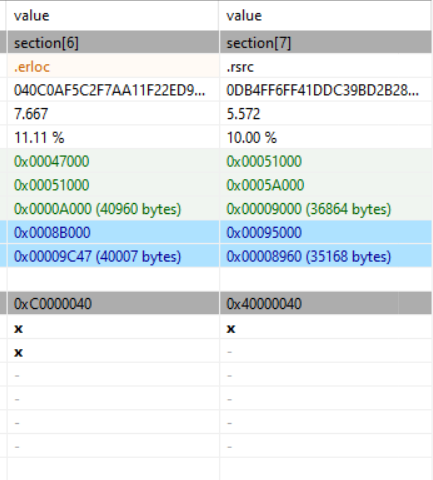 value value
section[6] section[7]
.erloc .rsrc
040C0AF5C2F7AA11F22ED9... 0DB4FF6FF41DDC39BD2B28...
7.667 5.572
11.11 % 10.00 %
0x00047000 0x00051000
0x00051000 0x0005A000
0x0000A000 (40960 bytes) 0x00009000 (36864 bytes)
0x0008B000 0x00095000
0x00009C47 (40007 bytes) 0x00008960 (35168 bytes)
0xC0000040 0x40000040
x x
x -
- -
- -
- -
- -